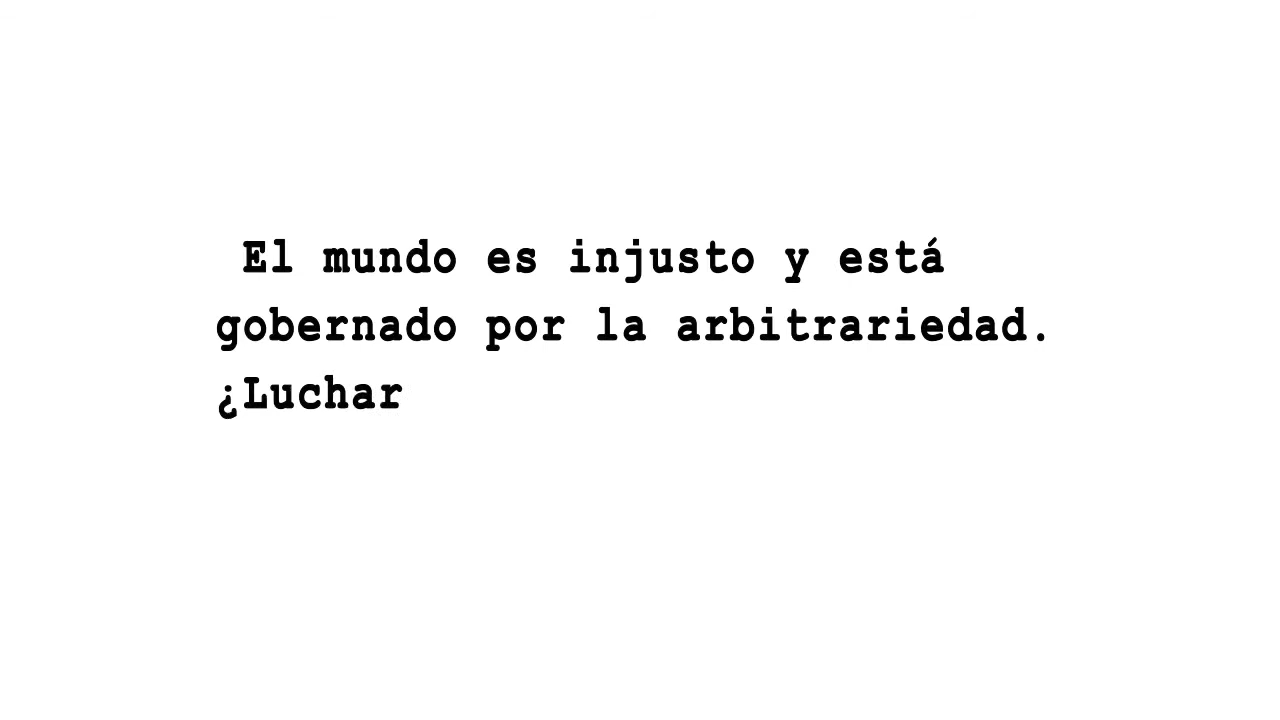 El mundo es injusto y está
gobernado por la arbitrariedad.
¿Luchar